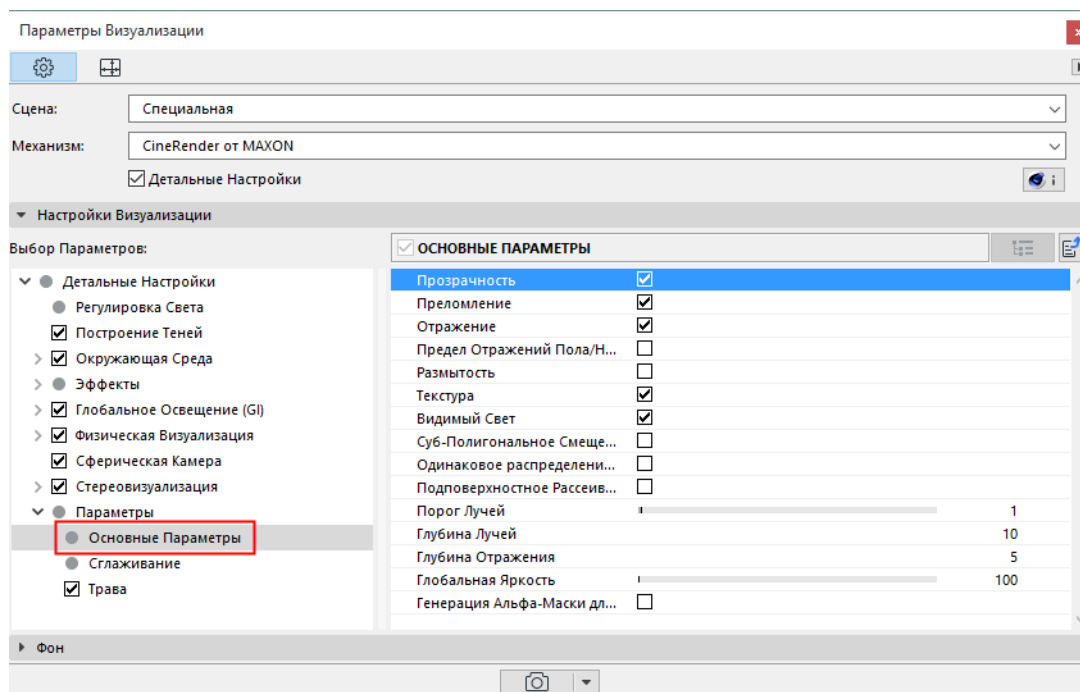 Параметры Визуализации
Сцена: Специальная
Механизм: CineRender от MAXON
Детальные Настройки
i
Настройки Визуализации
Выбор Параметров:
Детальные Настройки
Регулировка Света
Построение Теней
Окружающая Среда
Эффекты
Глобальное Освещение (GI)
Физическая Визуализация
Сферическая Камера
Стереовизуализация
Параметры
Основные Параметры
Сглаживание
Трава
ОСНОВНЫЕ ПАРАМЕТРЫ
Прозрачность
Преломление
Отражение
Предел Отражений Пола/Н...
Размытость
Текстура
Видимый Свет
Суб-Полигональное Смеще...
Одинаковое распределени...
Подповерхностное Рассеив...
Порог Лучей 1
Глубина Лучей 10
Глубина Отражения 5
Глобальная Яркость 100
Генерация Альфа-Маски дл...
Фон